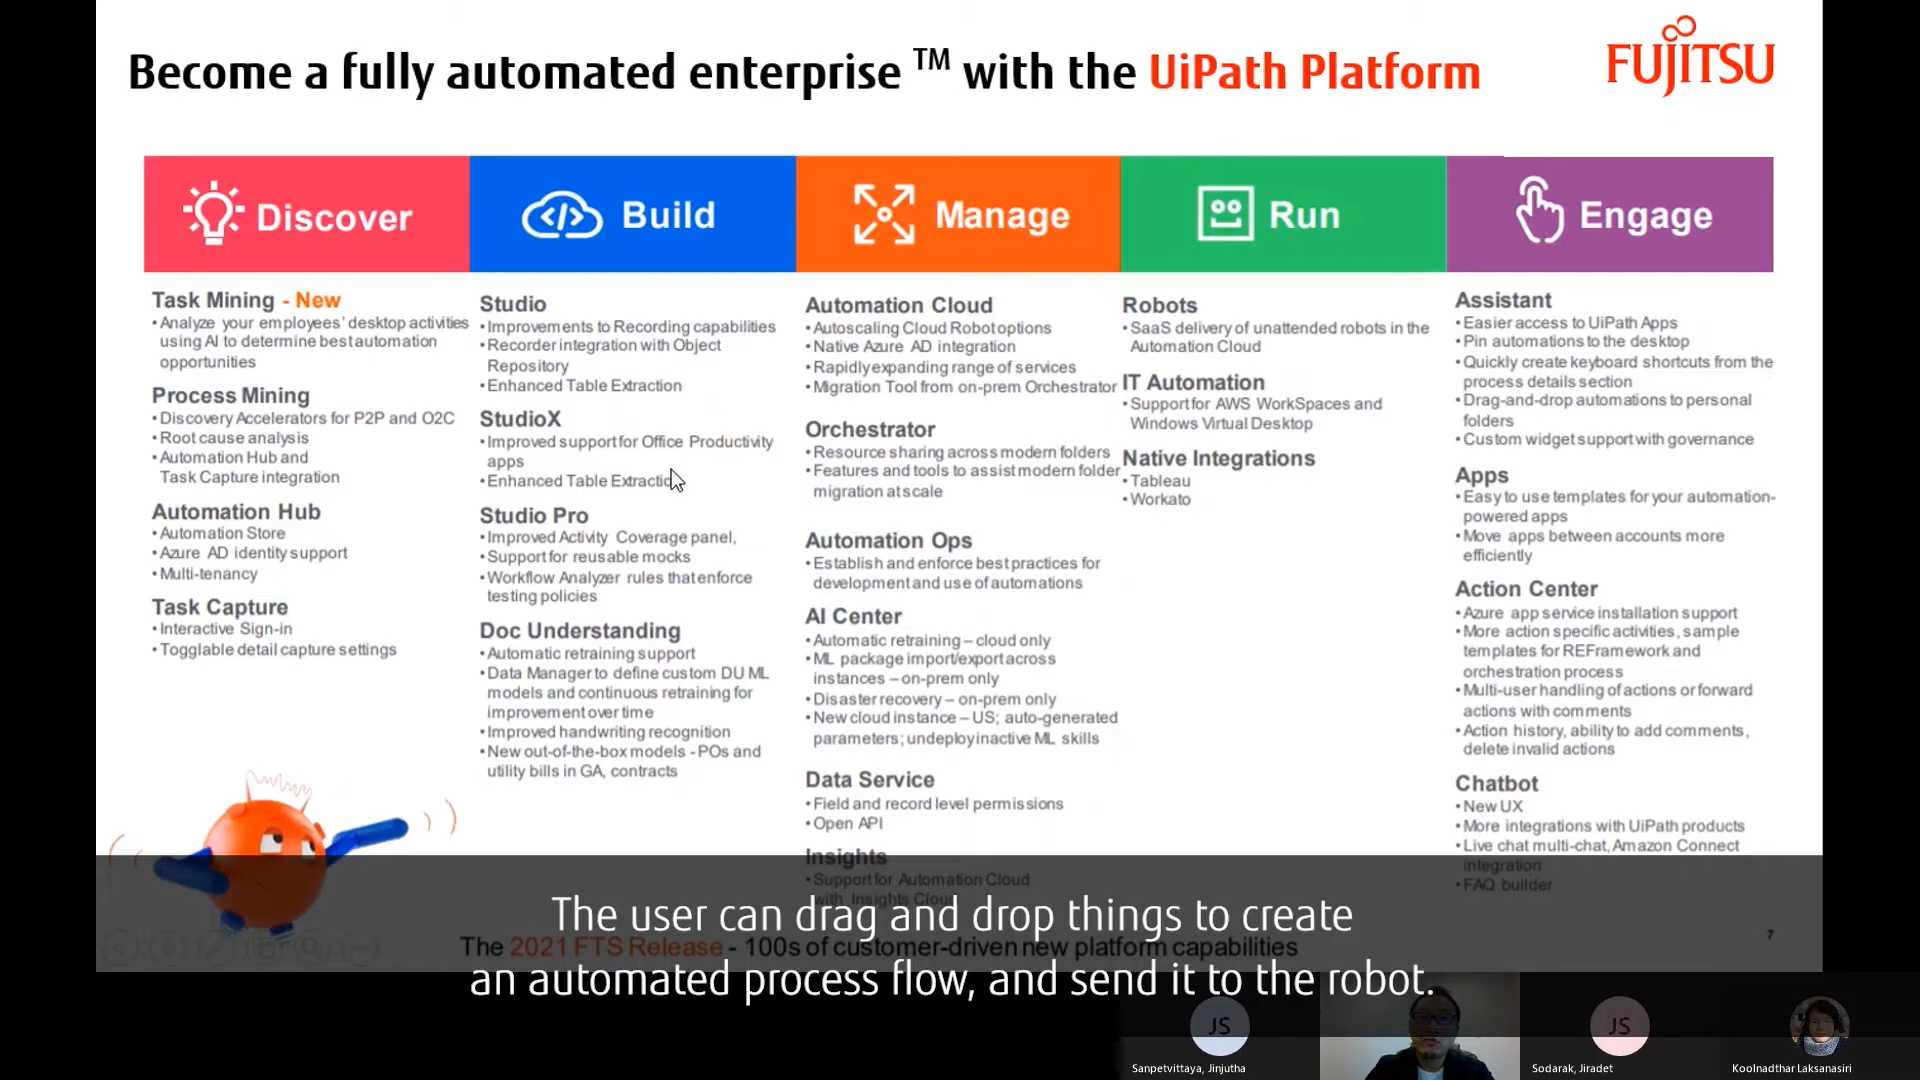 Become a fully automated enterprise TM with the UiPath Platform
FUJITSU
Discover
Build
Manage
Run
Engage
Task Mining - New
• Analyze your employees' desktop activities
using AI to determine best automation
opportunities
Process Mining
• Discovery Accelerators for P2P and O2C
• Root cause analysis
• Automation Hub and
Task Capture integration
Automation Hub
• Automation Store
• Azure AD identity support
• Multi-tenancy
Task Capture
• Interactive Sign-in
• Togglable detail capture settings
Studio
• Improvements to Recording capabilities
• Recorder integration with Object
Repository
• Enhanced Table Extraction
StudioX
• Improved support for Office Productivity
apps
• Enhanced Table Extraction
Studio Pro
• Improved Activity Coverage panel,
• Support for reusable mocks
• Workflow Analyzer rules that enforce
testing policies
Doc Understanding
• Automatic retraining support
• Data Manager to define custom DU ML
models and continuous retraining for
improvement over time
• Improved handwriting recognition
• New out-of-the-box models - POs and
utility bills in GA, contracts
Automation Cloud
• Autoscaling Cloud Robot options
• Native Azure AD integration
• Rapidly expanding range of services
• Migration Tool from on-prem Orchestrator
Orchestrator
• Resource sharing across modern folders
• Features and tools to assist modern folder
migration at scale
Automation Ops
• Establish and enforce best practices for
development and use of automations
AI Center
• Automatic retraining – cloud only
• ML package import/export across
instances – on-prem only
• Disaster recovery – on-prem only
• New cloud instance – US; auto-generated
parameters; undeploy inactive ML skills
Data Service
• Field and record level permissions
• Open API
Insights
• Support for Automation Cloud
with Insights Cloud
Robots
• SaaS delivery of unattended robots in the
Automation Cloud
IT Automation
• Support for AWS WorkSpaces and
Windows Virtual Desktop
Native Integrations
• Tableau
• Workato
Assistant
• Easier access to UiPath Apps
• Pin automations to the desktop
• Quickly create keyboard shortcuts from the
process details section
• Drag-and-drop automations to personal
folders
• Custom widget support with governance
Apps
• Easy to use templates for your automation-
powered apps
• Move apps between accounts more
efficiently
Action Center
• Azure app service installation support
• More action specific activities, sample
templates for REFramework and
orchestration process
• Multi-user handling of actions or forward
actions with comments
• Action history, ability to add comments,
delete invalid actions
Chatbot
• New UX
• More integrations with UiPath products
• Live chat multi-chat, Amazon Connect
integration
• FAQ builder
The 2021 FTS Release - 100s of customer-driven new platform capabilities
7
The user can drag and drop things to create
an automated process flow, and send it to the robot.
JS
JS
Sanpetvittaya, Jinjutha
Sodarak, Jiradet
Koolnadthar Laksanasiri